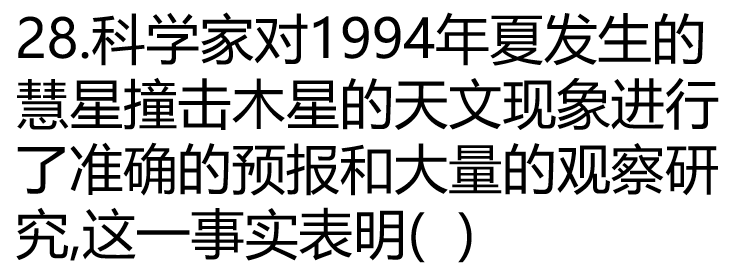 28.科学家对1994年夏发生的
慧星撞击木星的天文现象进行
了准确的预报和大量的观察研
究,这一事实表明( )